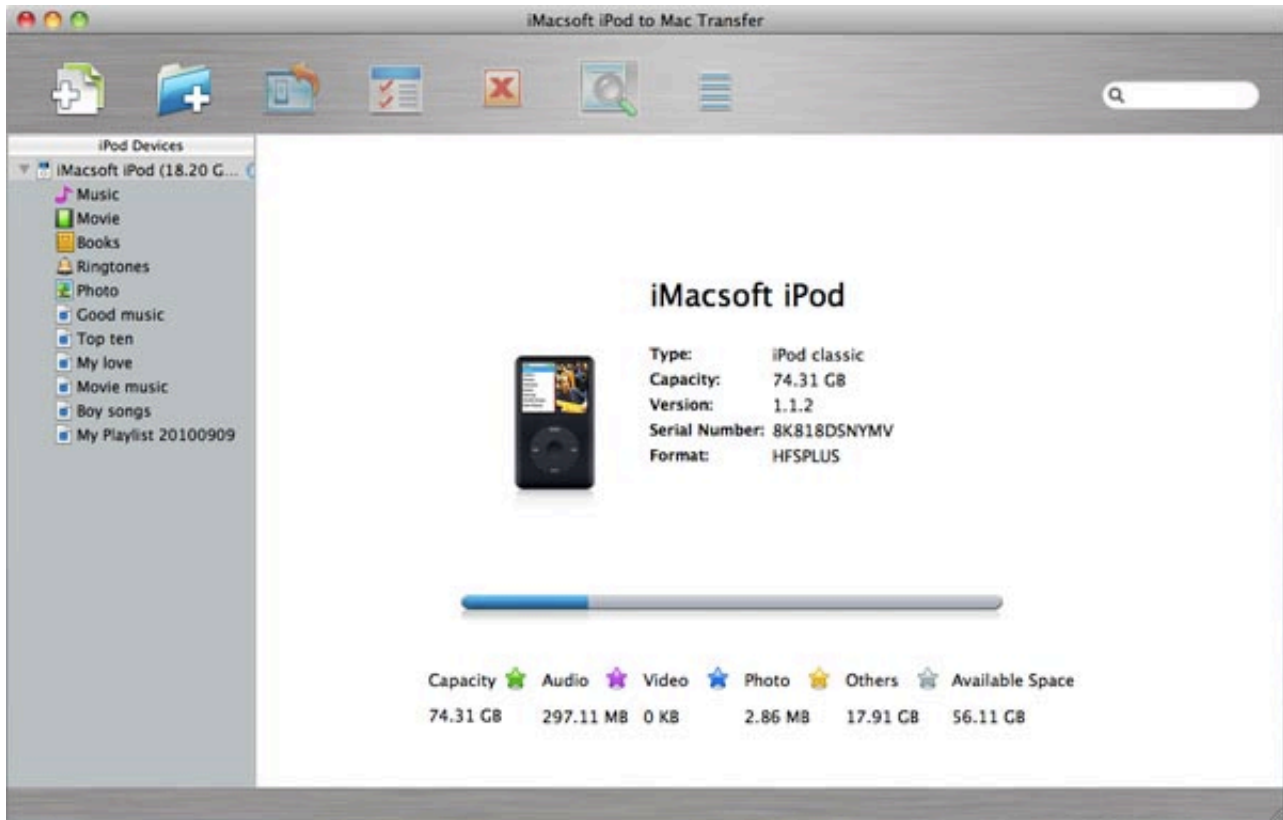 iMacsoft iPod to Mac Transfer
iPod Devices
iMacsoft iPod (18.20 G...
Music
Movie
Books
Ringtones
Photo
Good music
Top ten
My love
Movie music
Boy songs
My Playlist 20100909
iMacsoft iPod
Type: iPod classic
Capacity: 74.31 GB
Version: 1.1.2
Serial Number: 8K818DSNYMV
Format: HFSPLUS
Capacity Audio Video Photo Others Available Space
74.31 GB 297.11 MB 0 KB 2.86 MB 17.91 GB 56.11 GB